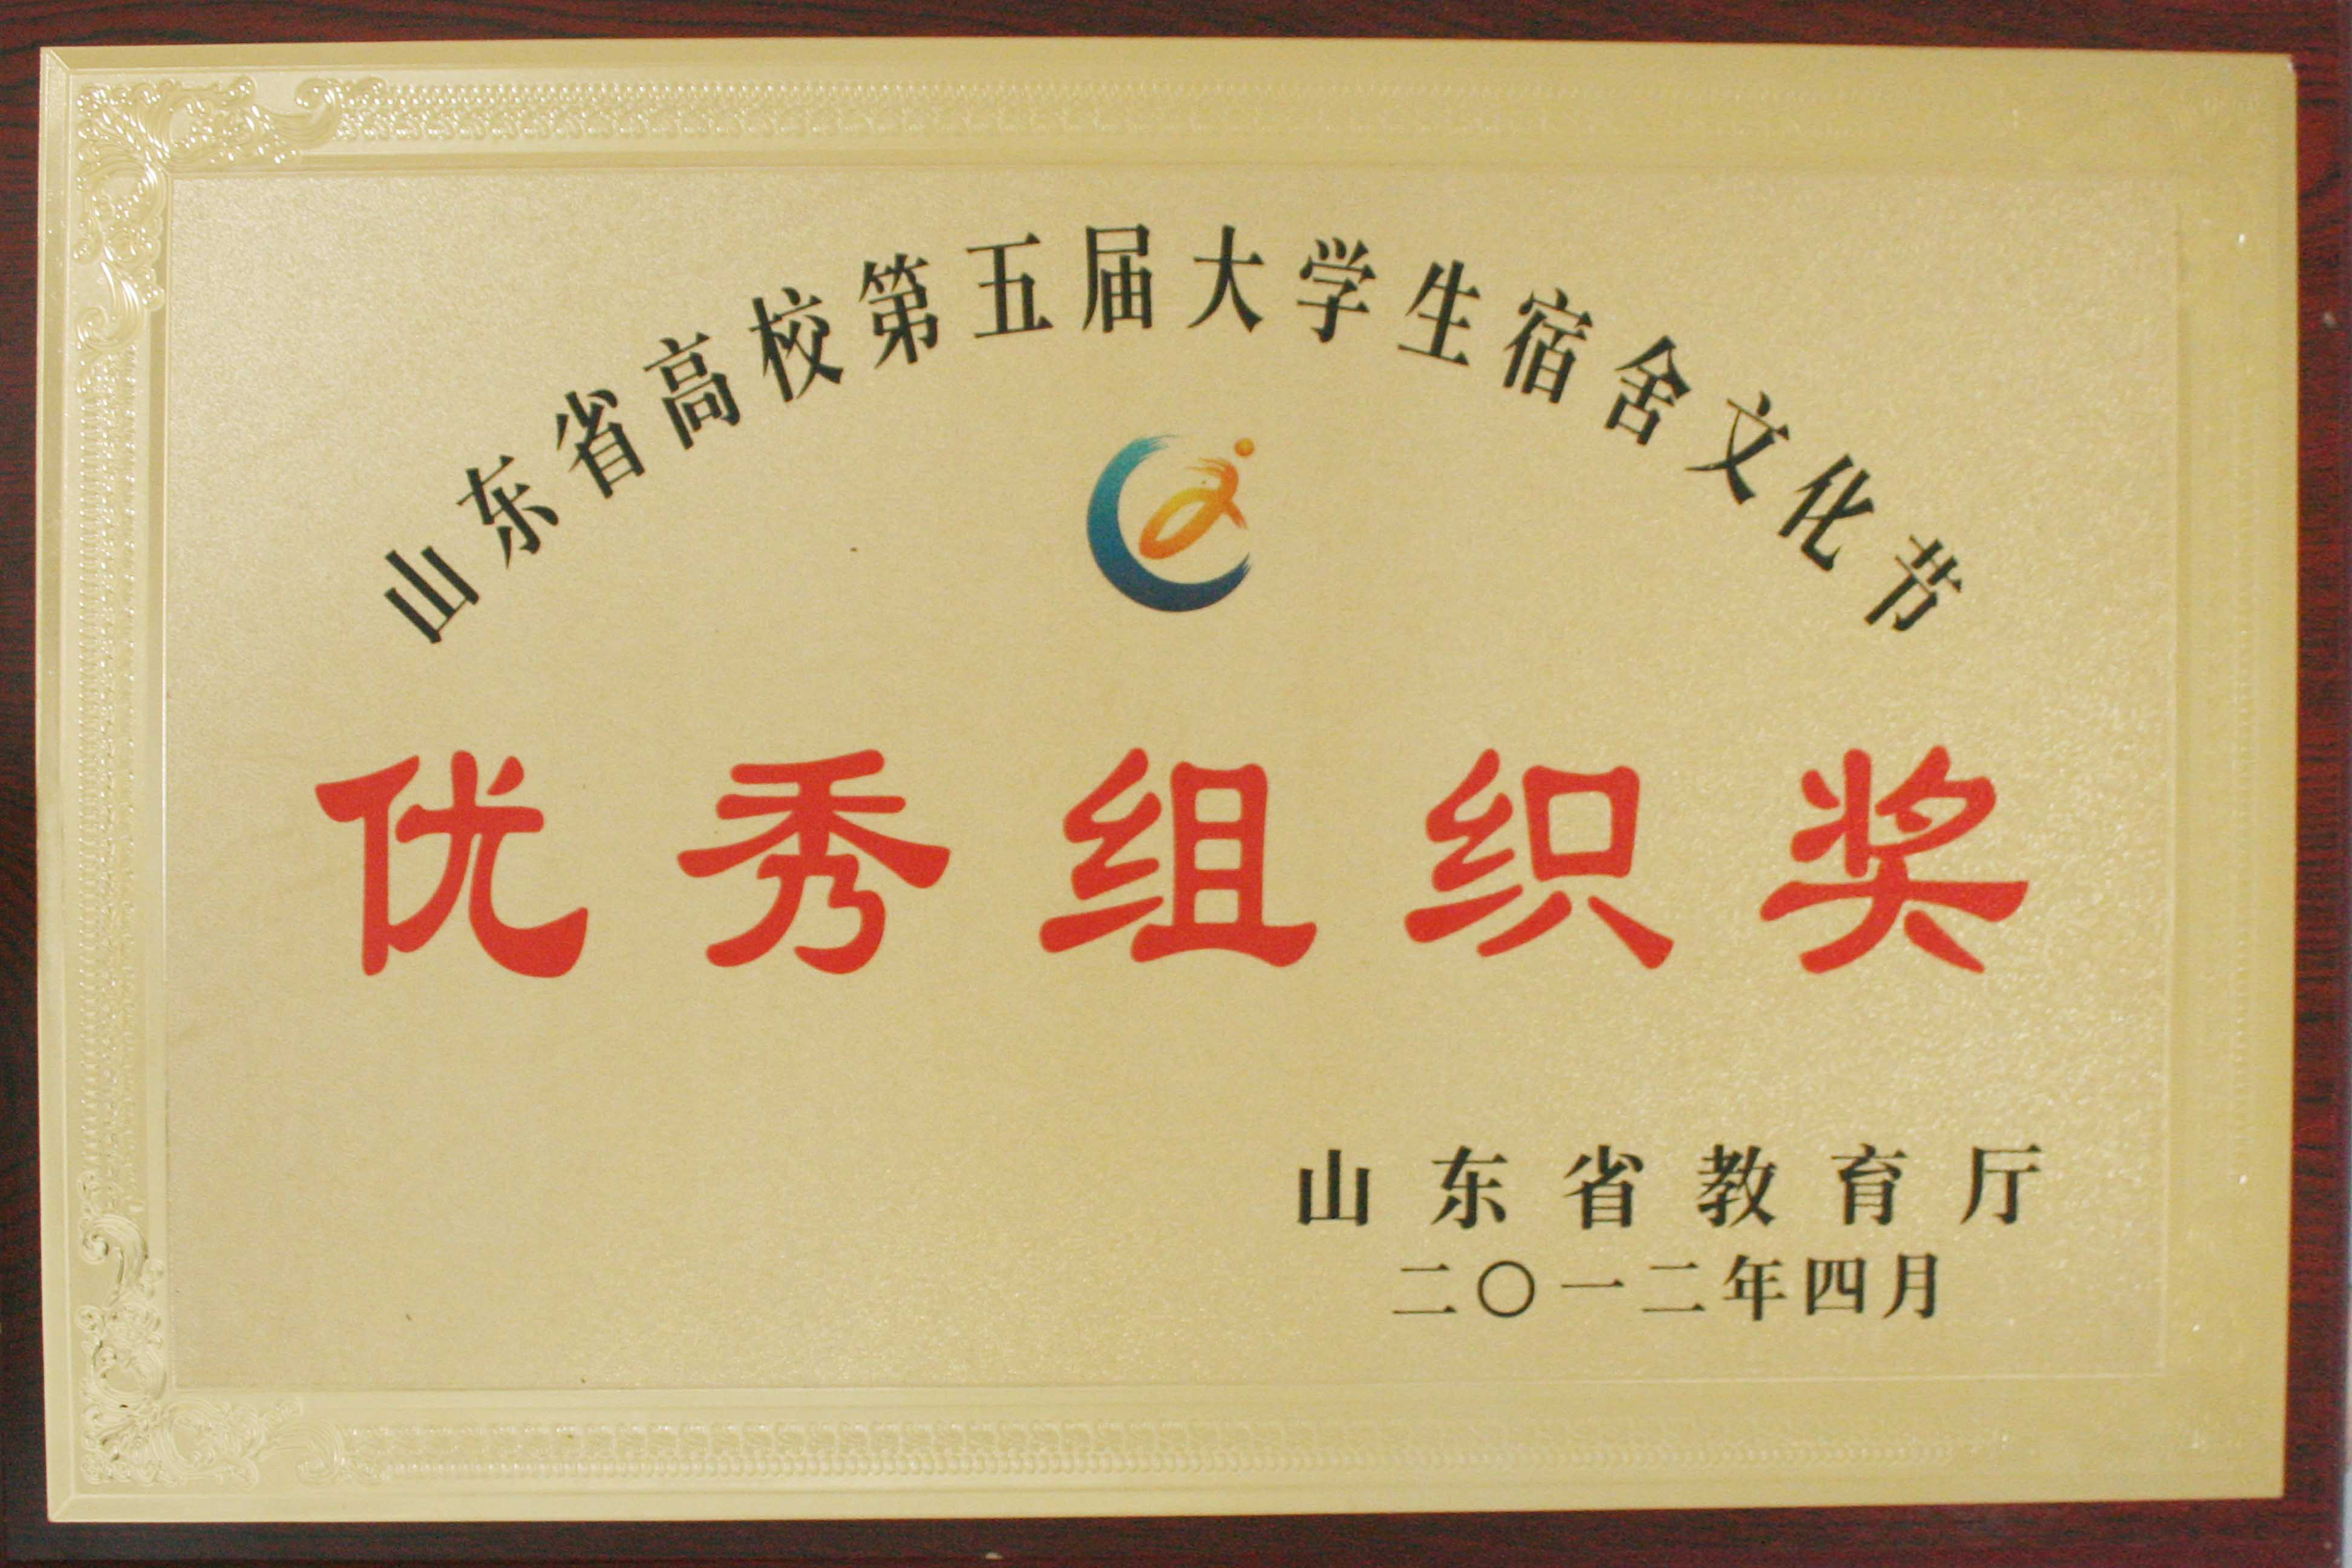 山东省高校第五届大学生宿舍文化节
优秀组织奖
山东省教育厅
二〇一二年四月